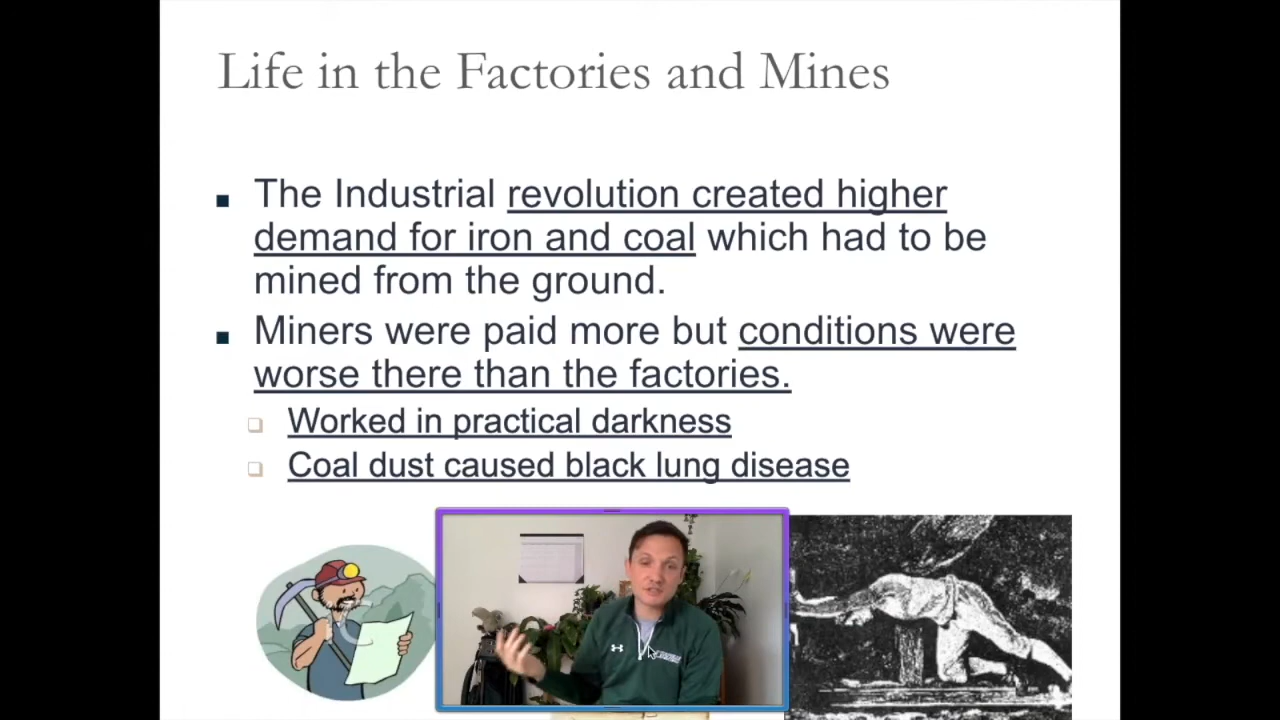 Life in the Factories and Mines
The Industrial revolution created higher
demand for iron and coal which had to be
mined from the ground.
Miners were paid more but conditions were
worse there than the factories.
Worked in practical darkness
Coal dust caused black lung disease